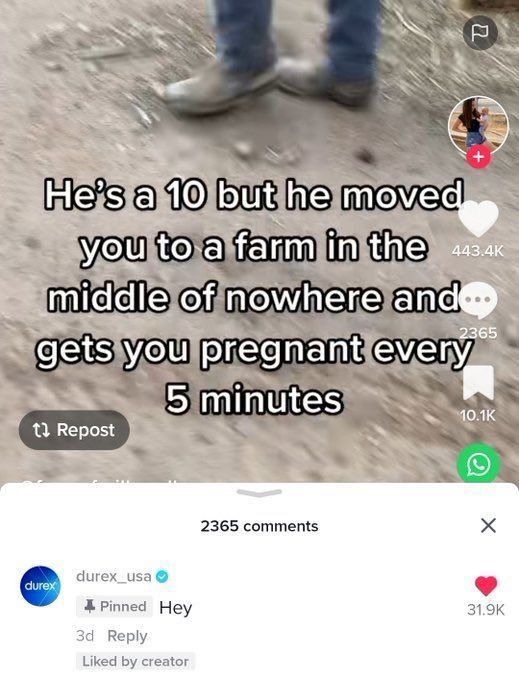 He's a 10 but he moved
you to a farm in the
middle of nowhere and
gets you pregnant every
5 minutes
443.4K
2365
10.1K
Repost
2365 comments
durex
durex_usa
Pinned Hey
31.9K
3d Reply
Liked by creator